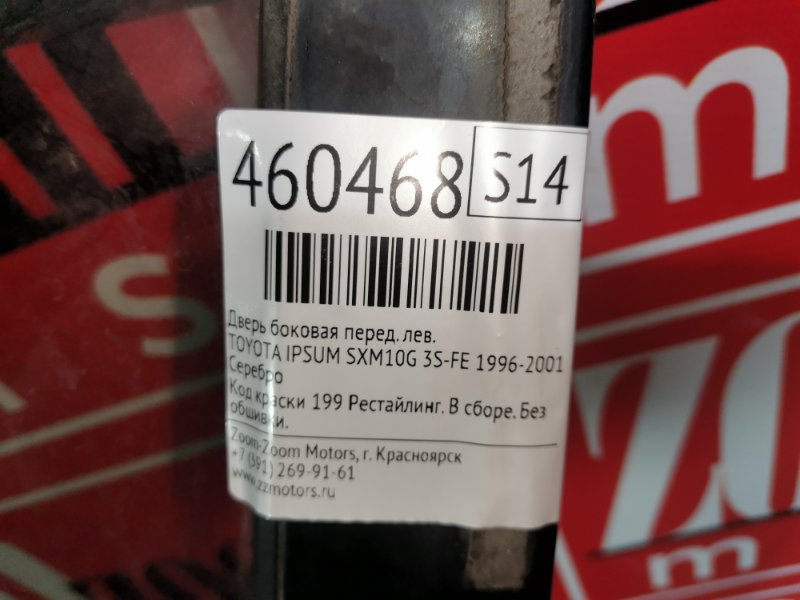 460468 S14
Дверь боковая перед. лев.
TOYOTA IPSUM SXM10G 3S-FE 1996-2001
Серебро
Код краски 199 Рестайлинг. В сборе. Без
обшивки.
Zoom-Zoom Motors, г. Красноярск
+7 (391) 269-91-61
www.zzmotors.ru
m
ZO
m
S